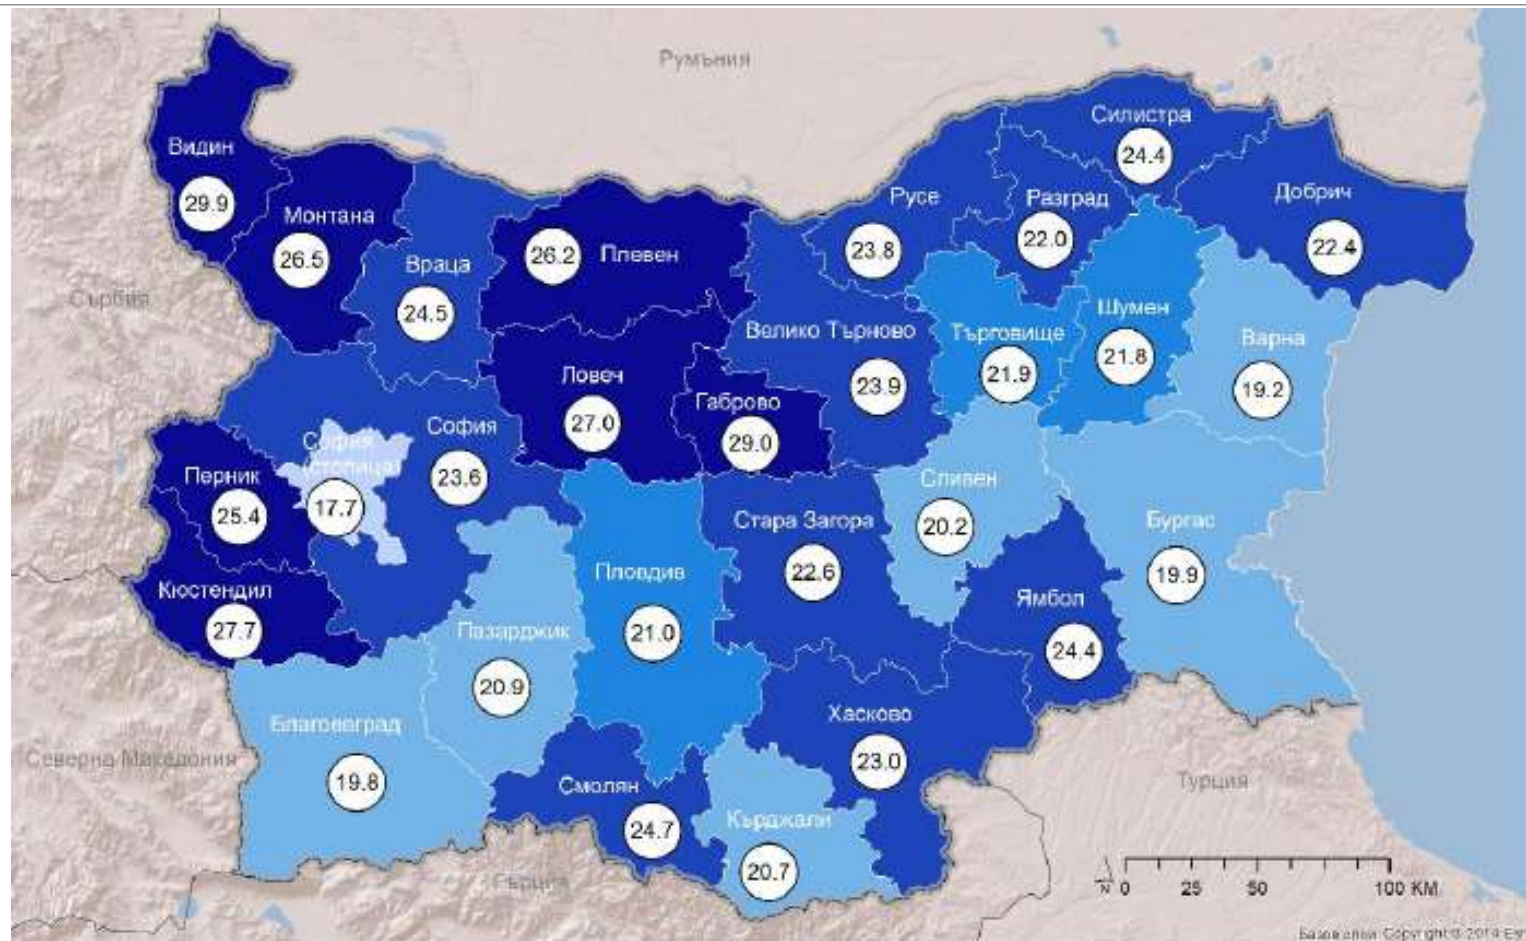 Румъния
Силистра
24.4
Видин
29.9
Добрич
22.4
Русе
23.8
Разград
22.0
Монтана
26.5
Плевен
26.2
Враца
24.5
Сърбия
Шумен
21.8
Велико Търново
23.9
Търговище
21.9
Варна
19.2
Ловеч
27.0
Габрово
29.0
София
23.6
София
(столица)
17.7
Перник
25.4
Сливен
20.2
Стара Загора
22.6
Бургас
19.9
Пловдив
21.0
Кюстендил
27.7
Ямбол
24.4
Пазарджик
20.9
Хасково
23.0
Благоевград
19.8
Северна Македония
Смолян
24.7
Турция
Кърджали
20.7
Гърция
N 0 25 50 100 KM
Базов слой Copyright:© 2014 Esri